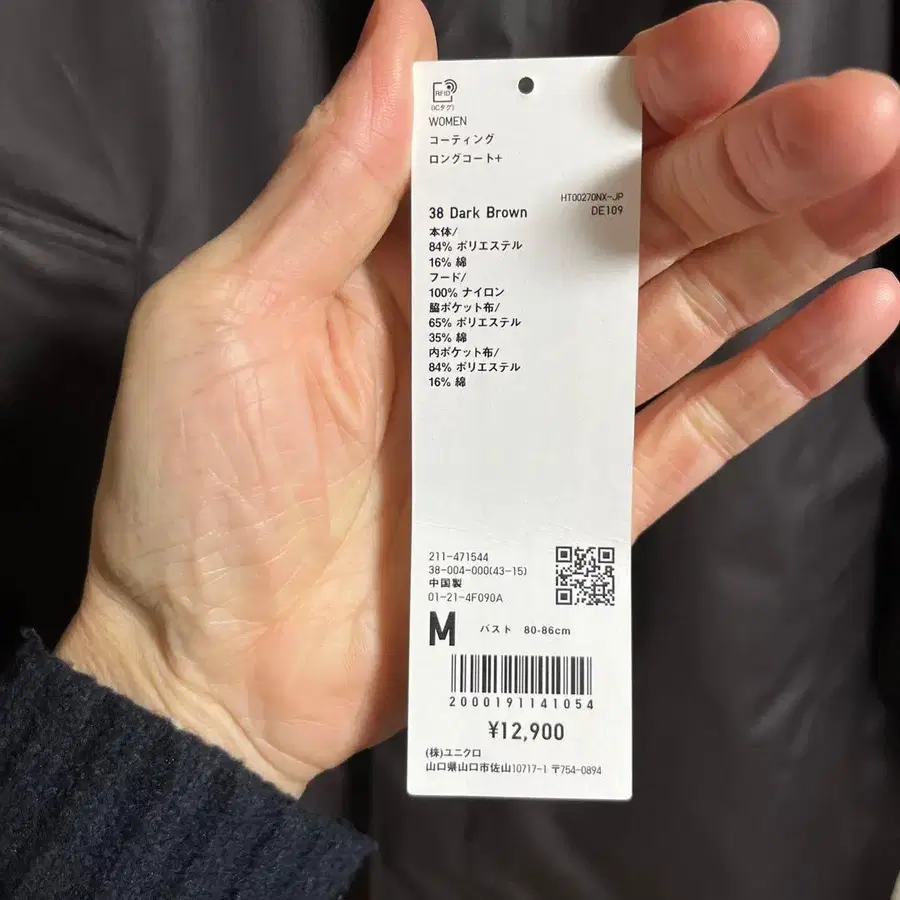 RFID
(ICタグ)
WOMEN
コーティング
ロングコート+
HT00270NX-JP
38 Dark Brown
DE109
本体/
84% ポリエステル
16% 綿
フード/
100% ナイロン
脇ポケット布/
65% ポリエステル
35% 綿
内ポケット布/
84% ポリエステル
16% 綿
211-471544
38-004-000(43-15)
中国製
01-21-4F090A
M バスト 80-86cm
2000191141054
¥12,900
(株)ユニクロ
山口県山口市佐山10717-1 〒754-0894